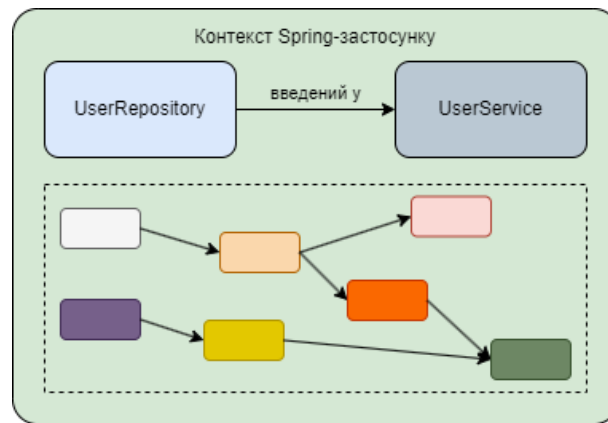 Контекст Spring-застосунку
UserRepository
введений у
UserService